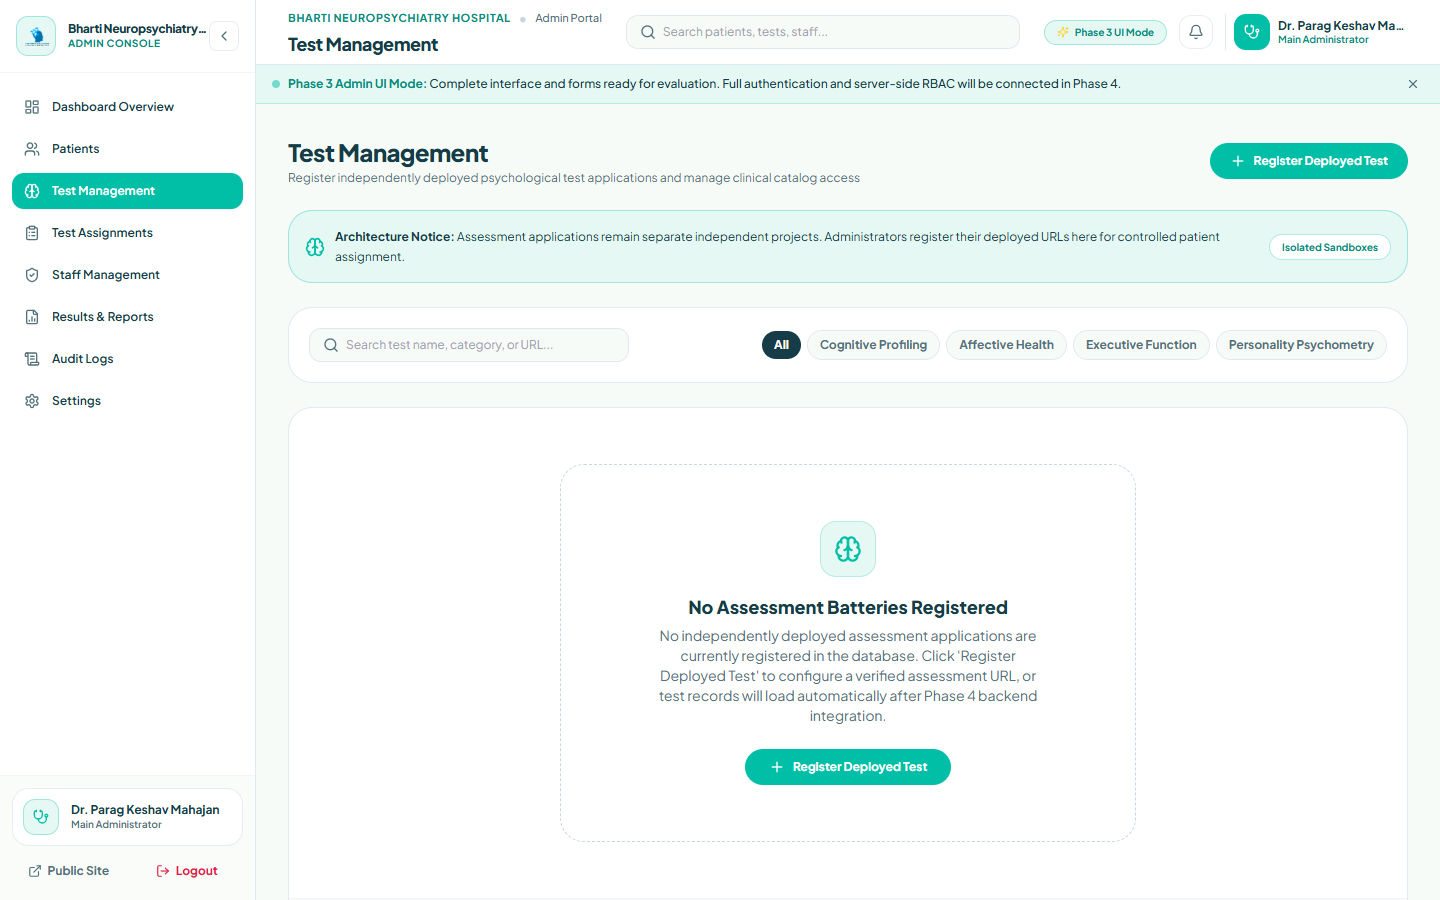 Bharti Neuropsychiatry...
ADMIN CONSOLE
Dashboard Overview
Patients
Test Management
Test Assignments
Staff Management
Results & Reports
Audit Logs
Settings
Dr. Parag Keshav Mahajan
Main Administrator
Public Site
Logout
BHARTI NEUROPSYCHIATRY HOSPITAL
Admin Portal
Test Management
Search patients, tests, staff...
Phase 3 UI Mode
Dr. Parag Keshav Ma...
Main Administrator
Phase 3 Admin UI Mode: Complete interface and forms ready for evaluation. Full authentication and server-side RBAC will be connected in Phase 4.
Test Management
Register independently deployed psychological test applications and manage clinical catalog access
Register Deployed Test
Architecture Notice: Assessment applications remain separate independent projects. Administrators register their deployed URLs here for controlled patient
assignment.
Isolated Sandboxes
Search test name, category, or URL...
All
Cognitive Profiling
Affective Health
Executive Function
Personality Psychometry
No Assessment Batteries Registered
No independently deployed assessment applications are
currently registered in the database. Click 'Register
Deployed Test' to configure a verified assessment URL, or
test records will load automatically after Phase 4 backend
integration.
Register Deployed Test